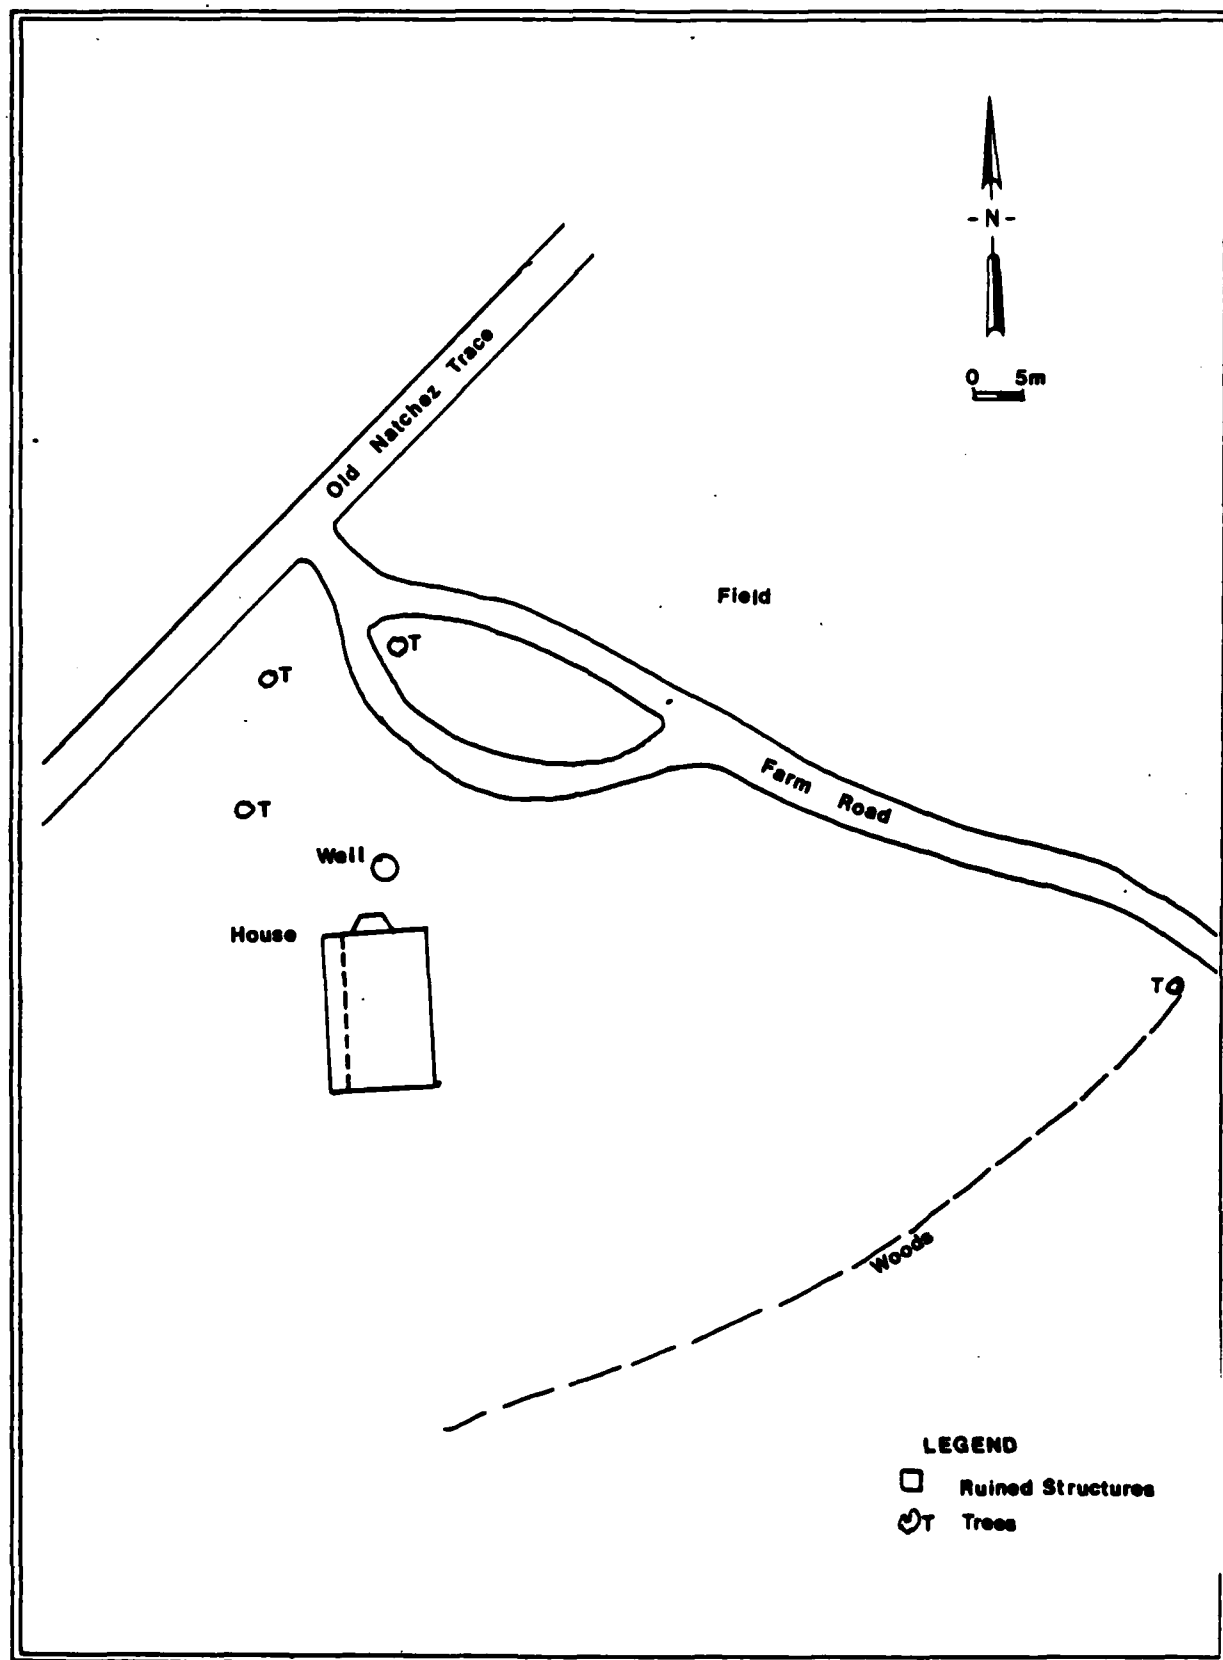 - N -
0 5m
Old Natchez Trace
Field
T
T
Farm Road
T
Well
House
T
Woods
LEGEND
Ruined Structures
T Trees